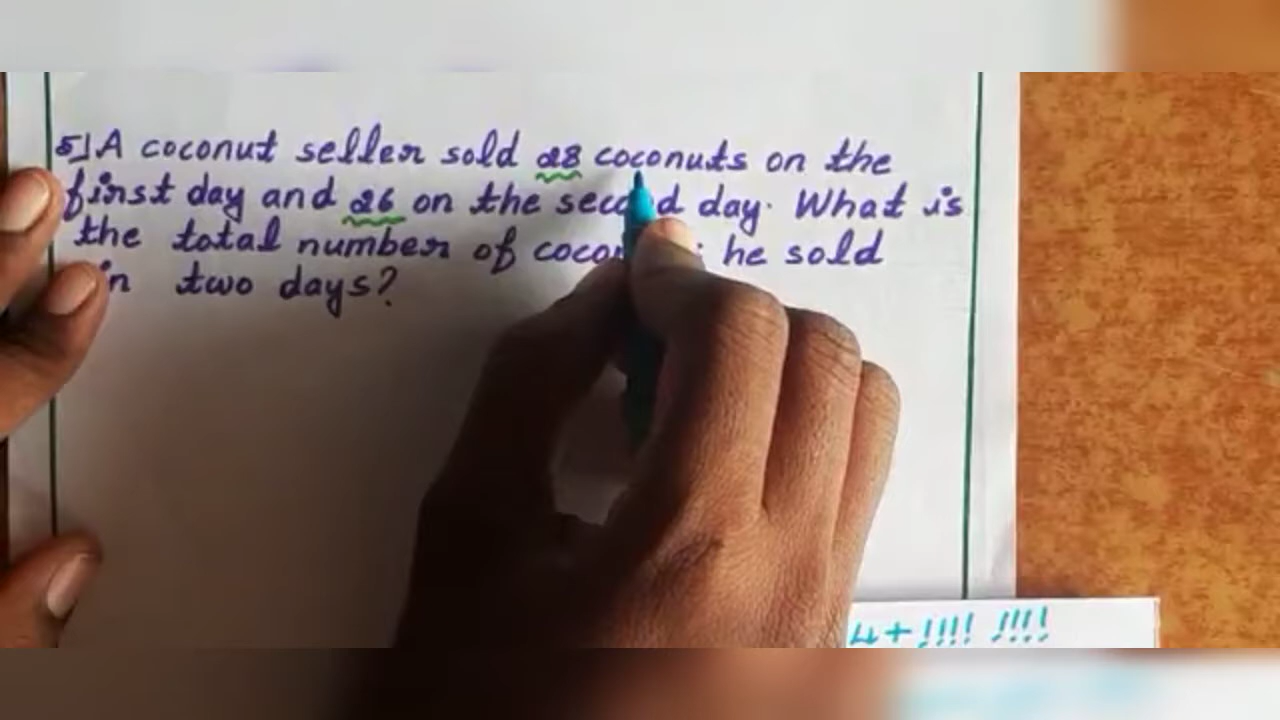 5] A coconut seller sold 28 coconuts on the
first day and 26 on the second day. What is
the total number of he sold
in two days?
4+!!!! !!!!